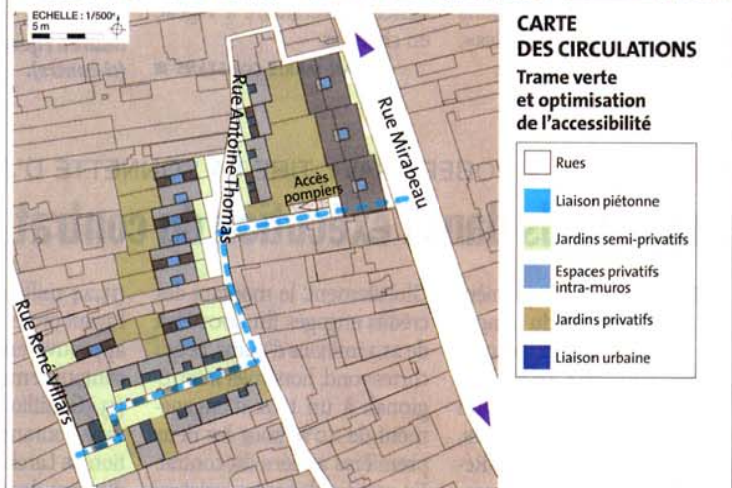 ECHELLE : 1/500°
5 m
Rue Antoine Thomas
Rue Mirabeau
Accès
pompiers
Rue René Villars
CARTE
DES CIRCULATIONS
Trame verte
et optimisation
de l'accessibilité
Rues
Liaison piétonne
Jardins semi-privatifs
Espaces privatifs
intra-muros
Jardins privatifs
Liaison urbaine